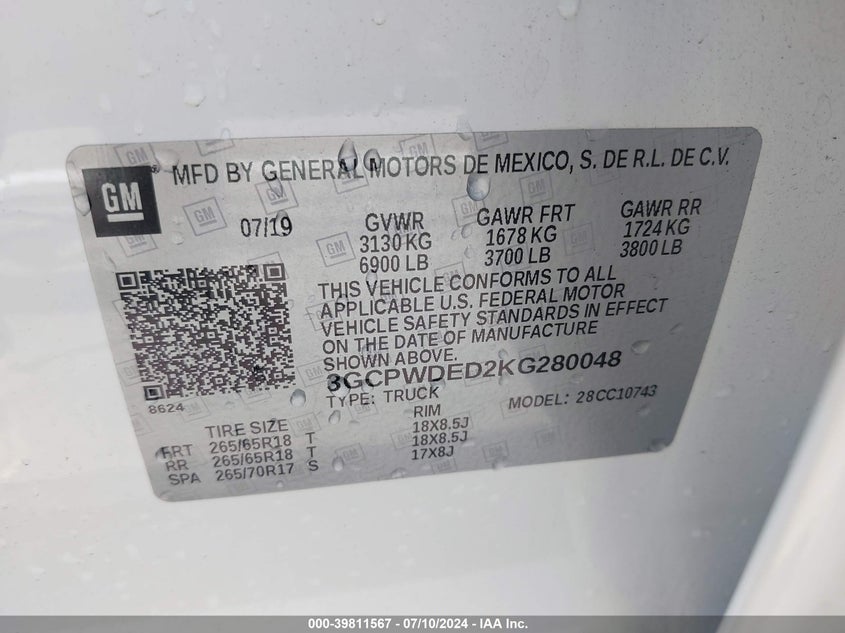 GM
MFD BY GENERAL MOTORS DE MEXICO, S. DE R.L. DE C.V.
07/19 GVWR GAWR FRT GAWR RR
3130 KG 1678 KG 1724 KG
6900 LB 3700 LB 3800 LB
THIS VEHICLE CONFORMS TO ALL
APPLICABLE U.S. FEDERAL MOTOR
VEHICLE SAFETY STANDARDS IN EFFECT
ON THE DATE OF MANUFACTURE
SHOWN ABOVE.
3GCPWDED2KG280048
8624 TYPE: TRUCK MODEL: 28CC10743
TIRE SIZE RIM
FRT 265/65R18 T 18X8.5J
RR 265/65R18 T 18X8.5J
SPA 265/70R17 S 17X8J
000-39811567 / 07/10/2024 - IAA Inc.